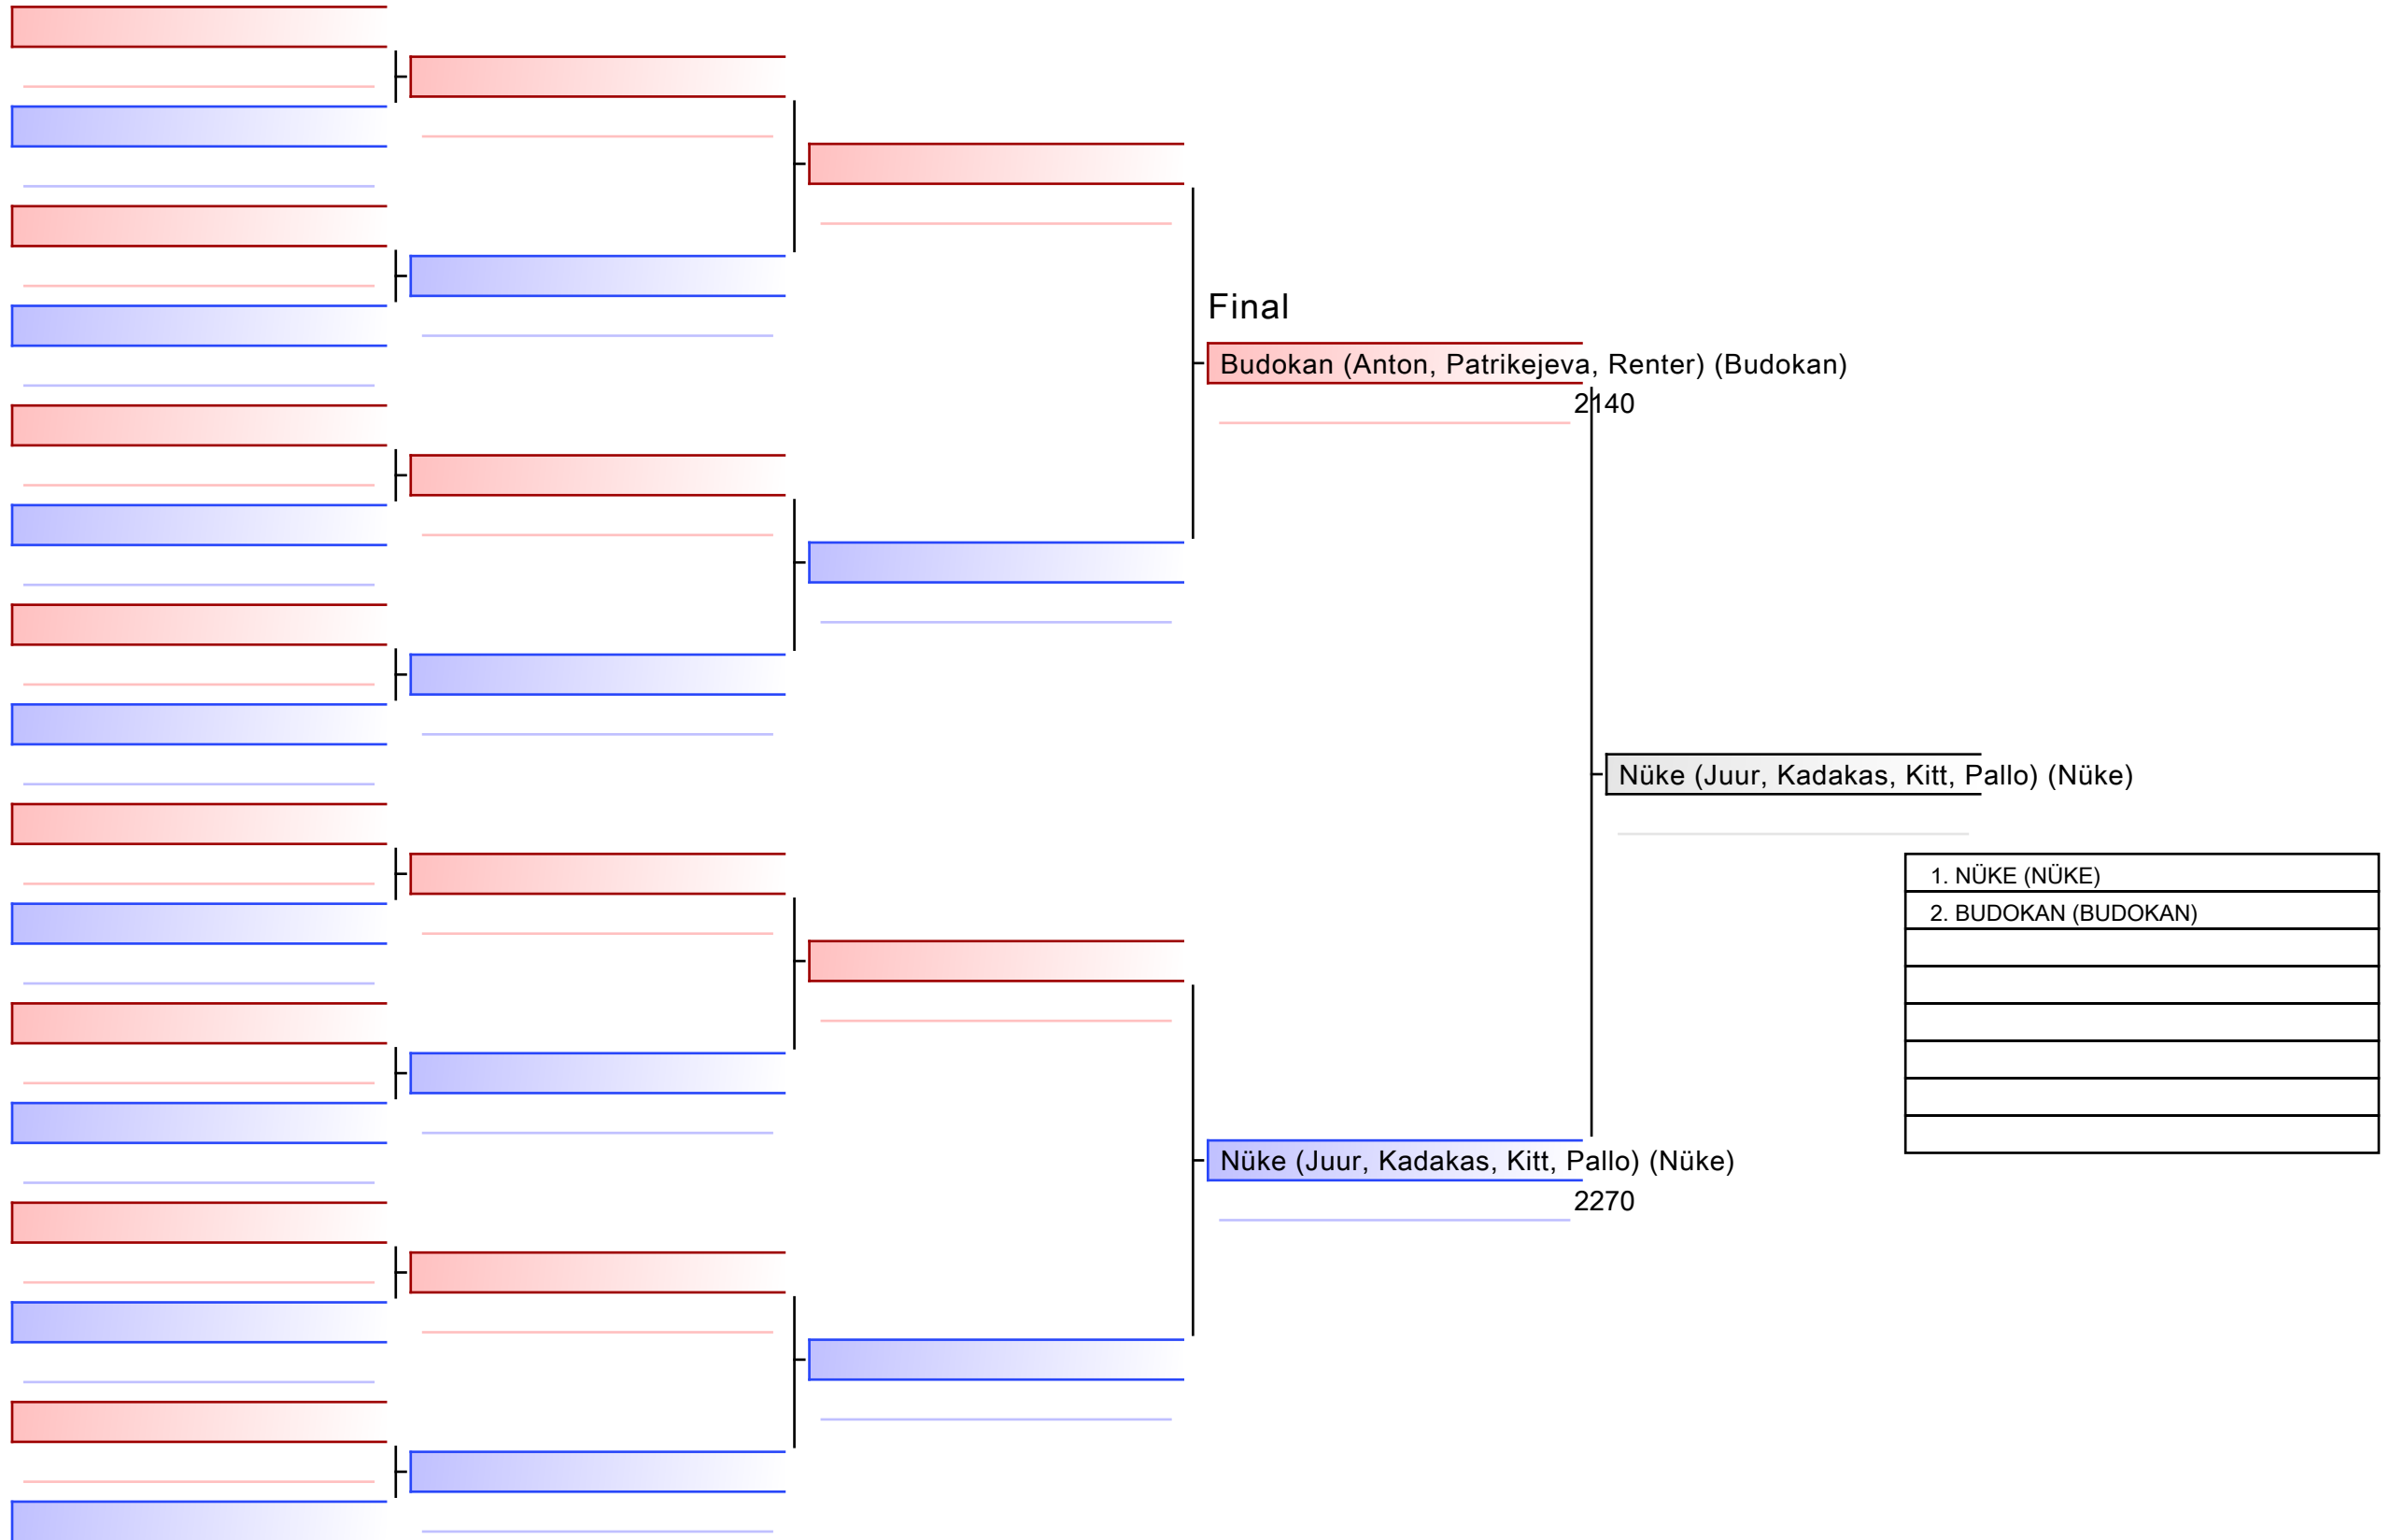 Final
Budokan (Anton, Patrikejeva, Renter) (Budokan)
2140
Nüke (Juur, Kadakas, Kitt, Pallo) (Nüke)
1. NÜKE (NÜKE)
2. BUDOKAN (BUDOKAN)
Nüke (Juur, Kadakas, Kitt, Pallo) (Nüke)
2270